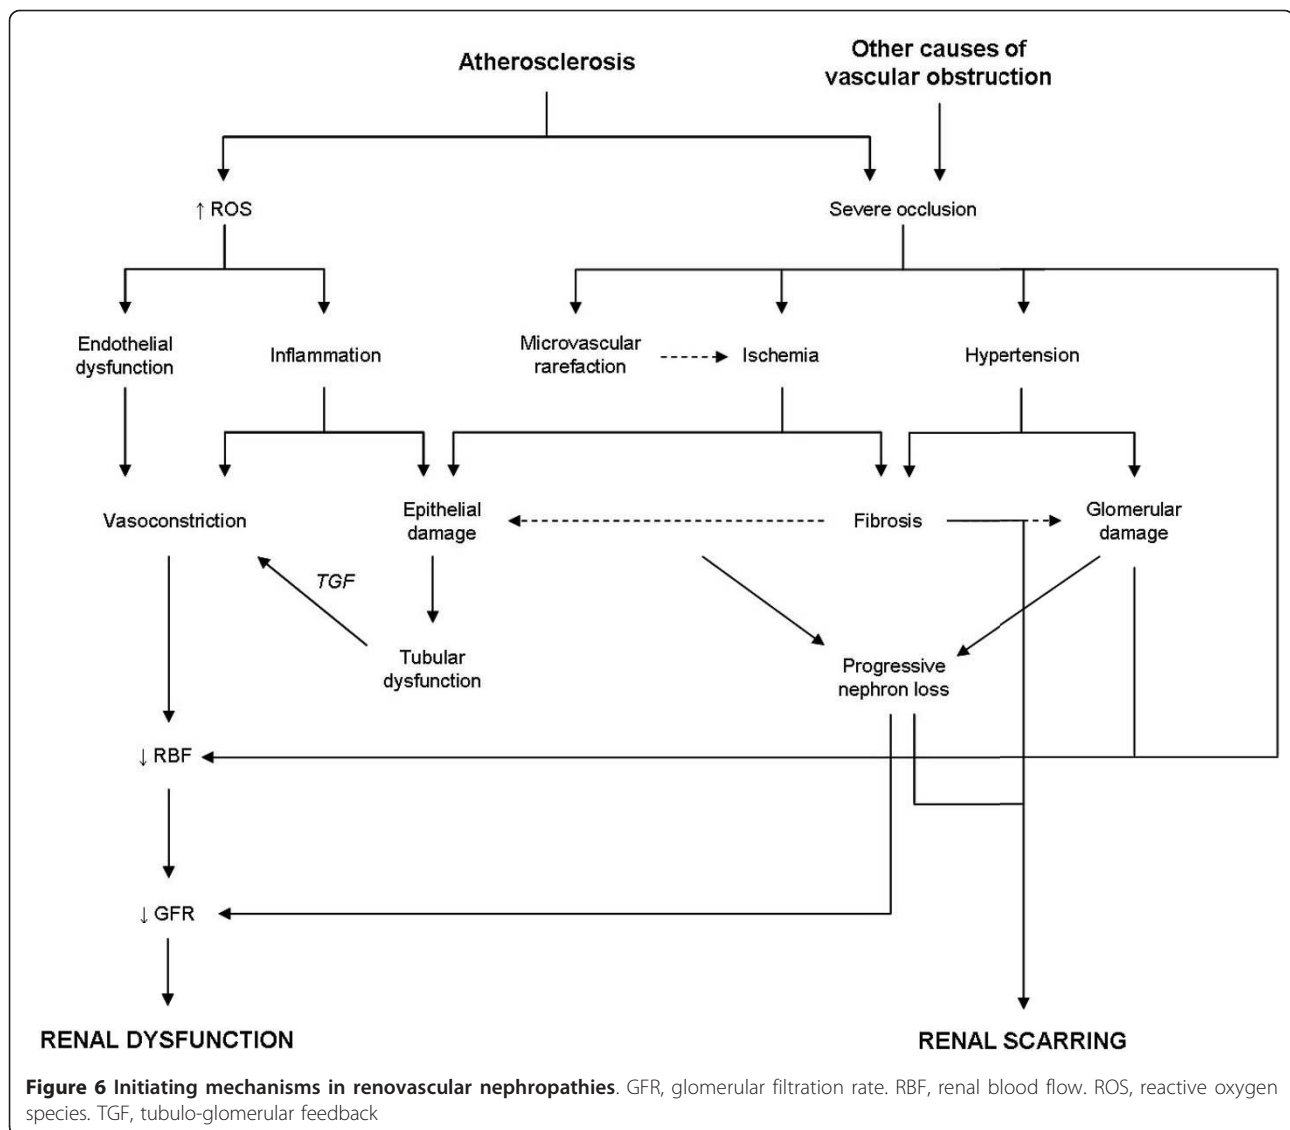 Atherosclerosis
Other causes of
vascular obstruction
↑ ROS
Severe occlusion
Endothelial
dysfunction
Inflammation
Microvascular
rarefaction
Ischemia
Hypertension
Vasoconstriction
Epithelial
damage
Fibrosis
Glomerular
damage
TGF
Tubular
dysfunction
Progressive
nephron loss
↓ RBF
↓ GFR
RENAL DYSFUNCTION
RENAL SCARRING
Figure 6 Initiating mechanisms in renovascular nephropathies. GFR, glomerular filtration rate. RBF, renal blood flow. ROS, reactive oxygen
species. TGF, tubulo-glomerular feedback